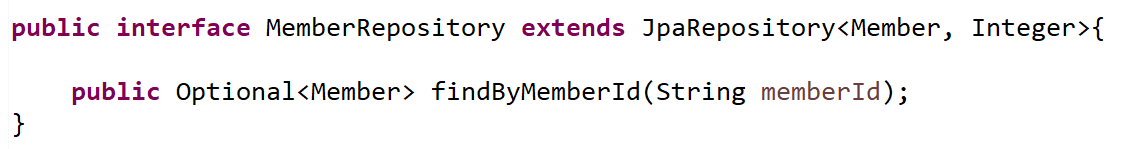 public interface MemberRepository extends JpaRepository<Member, Integer>{
public Optional<Member> findByMemberId(String memberId);
}